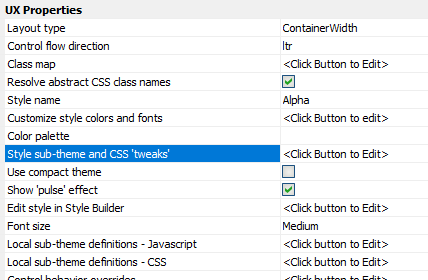 UX Properties
Layout type ContainerWidth
Control flow direction ltr
Class map <Click Button to Edit>
Resolve abstract CSS class names
Style name Alpha
Customize style colors and fonts <Click Button to edit>
Color palette
Style sub-theme and CSS 'tweaks' <Click Button to Edit>
Use compact theme
Show 'pulse' effect
Edit style in Style Builder <Click button to Edit>
Font size Medium
Local sub-theme definitions - Javascript <Click button to Edit>
Local sub-theme definitions - CSS <Click button to Edit>
Control behavior overrides <Click button to Edit>